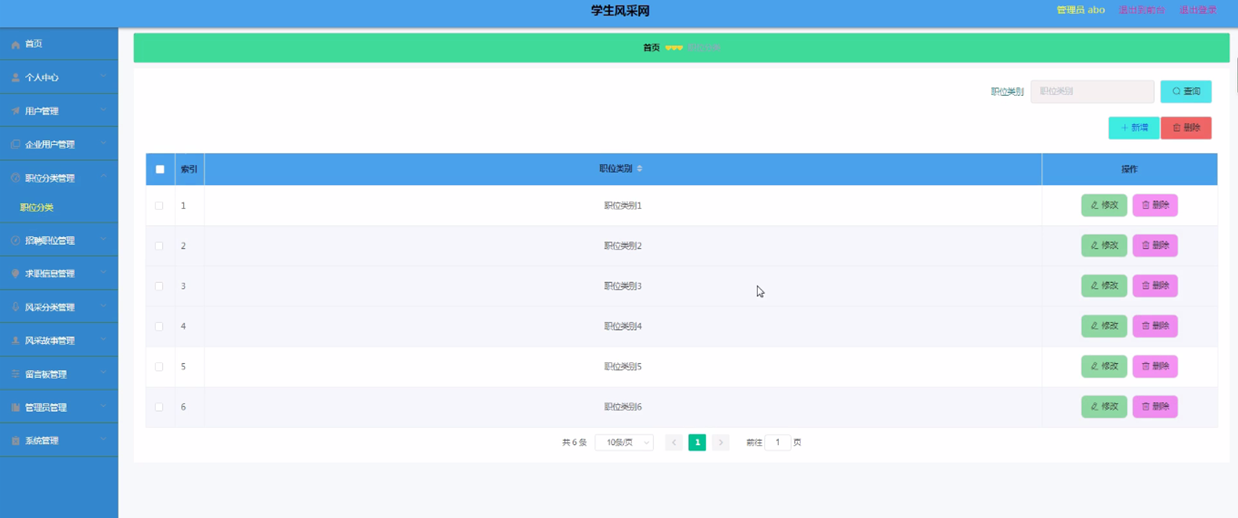 学生风采网
管理员 abo 退出到前台 退出登录
首页
个人中心
用户管理
企业用户管理
职位分类管理
职位分类
招聘职位管理
求职信息管理
风采分类管理
风采故事管理
留言板管理
管理员管理
系统管理
首页
职位类别 职位类别 查询
+ 新增 删除
索引 职位类别 操作
1 职位类别1 修改 删除
2 职位类别2 修改 删除
3 职位类别3 修改 删除
4 职位类别4 修改 删除
5 职位类别5 修改 删除
6 职位类别6 修改 删除
共 6 条 10条/页 < 1 > 前往 1 页